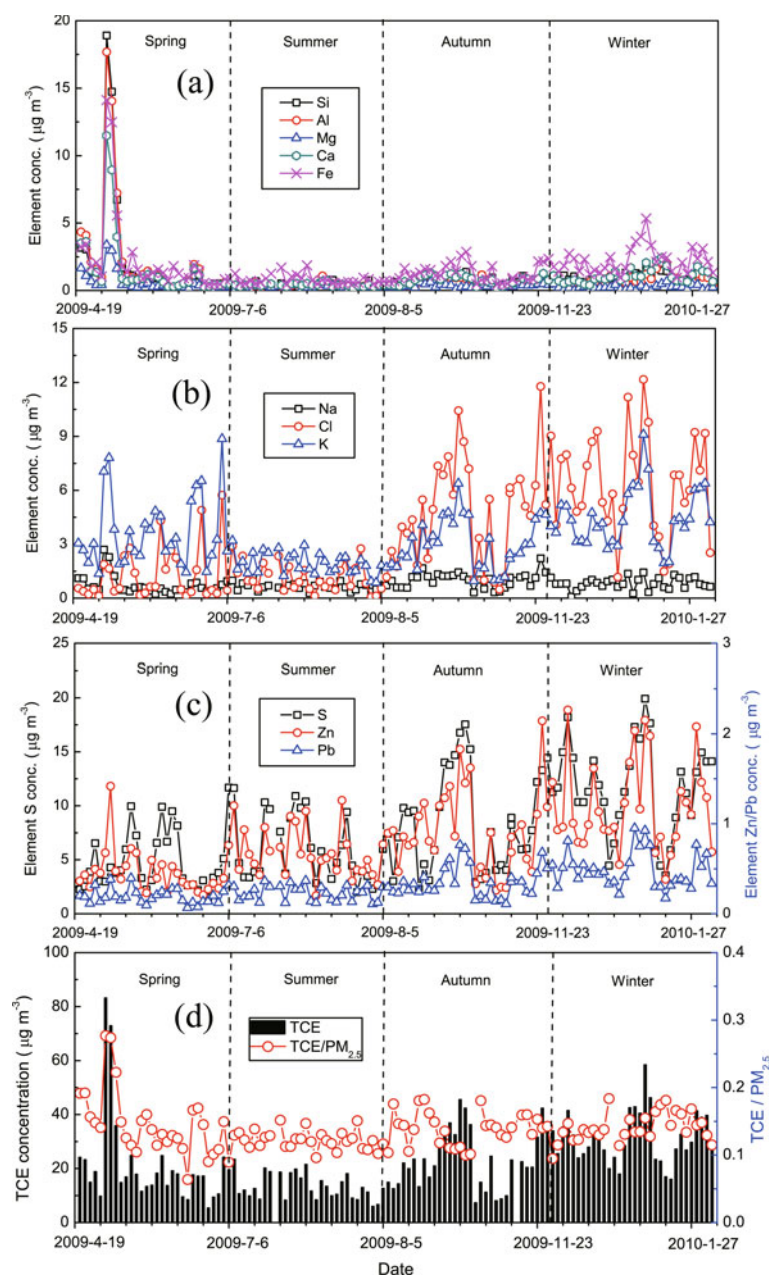 20
15
10
5
0
Element conc. ( μg m-3)
Spring Summer Autumn Winter
(a)
Si
Al
Mg
Ca
Fe
2009-4-19 2009-7-6 2009-8-5 2009-11-23 2010-1-27
15
12
9
6
3
0
Element conc. ( μg m-3)
Spring Summer Autumn Winter
(b)
Na
Cl
K
2009-4-19 2009-7-6 2009-8-5 2009-11-23 2010-1-27
25
20
15
10
5
0
Element S conc. ( μg m-3)
Spring Summer Autumn Winter
(c)
S
Zn
Pb
3
2
1
0
Element Zn/Pb conc. ( μg m-3)
2009-4-19 2009-7-6 2009-8-5 2009-11-23 2010-1-27
100
80
60
40
20
0
TCE concentration ( μg m-3)
Spring Summer Autumn Winter
(d)
TCE
TCE/PM2.5
0.4
0.3
0.2
0.1
0.0
TCE / PM2.5
2009-4-19 2009-7-6 2009-8-5 2009-11-23 2010-1-27
Date